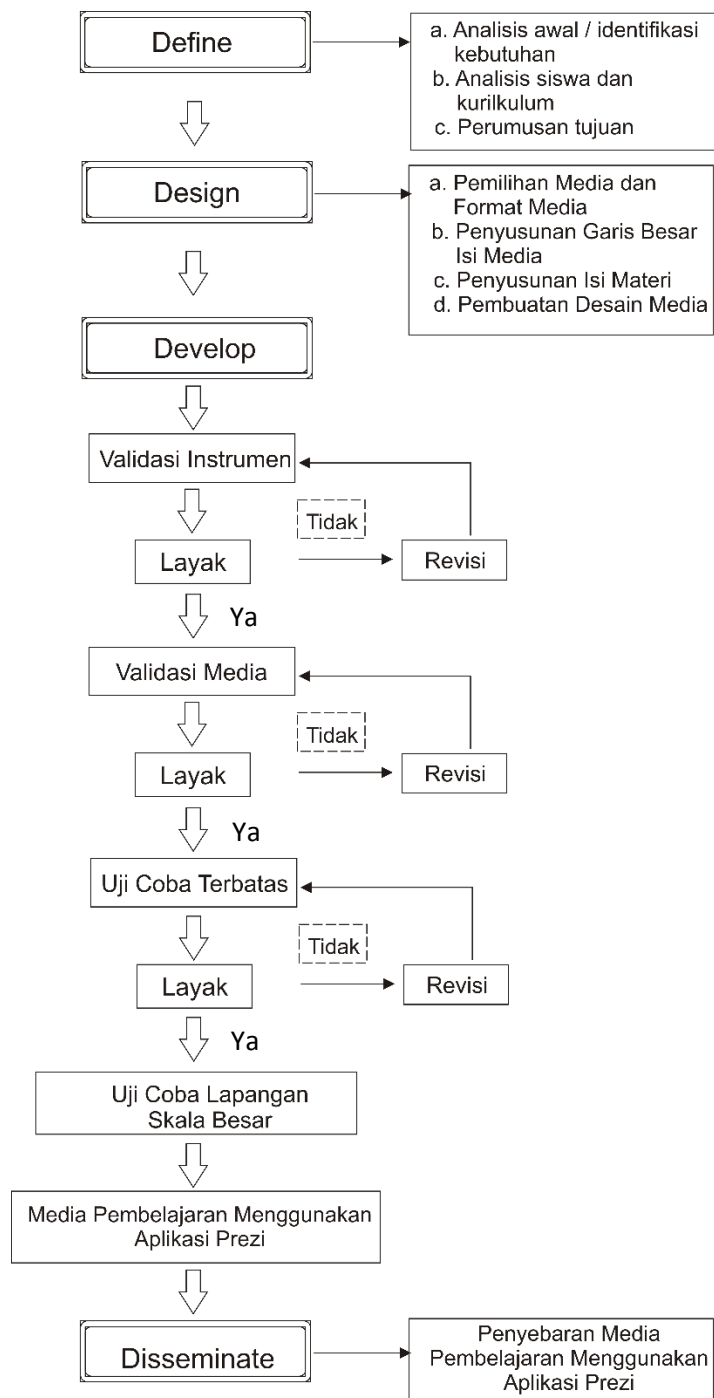 Define
a. Analisis awal / identifikasi
kebutuhan
b. Analisis siswa dan
kurilkulum
c. Perumusan tujuan
Design
a. Pemilihan Media dan
Format Media
b. Penyusunan Garis Besar
Isi Media
c. Penyusunan Isi Materi
d. Pembuatan Desain Media
Develop
Validasi Instrumen
Tidak
Layak
Revisi
Ya
Validasi Media
Tidak
Layak
Revisi
Ya
Uji Coba Terbatas
Tidak
Layak
Revisi
Ya
Uji Coba Lapangan
Skala Besar
Media Pembelajaran Menggunakan
Aplikasi Prezi
Disseminate
Penyebaran Media
Pembelajaran Menggunakan
Aplikasi Prezi